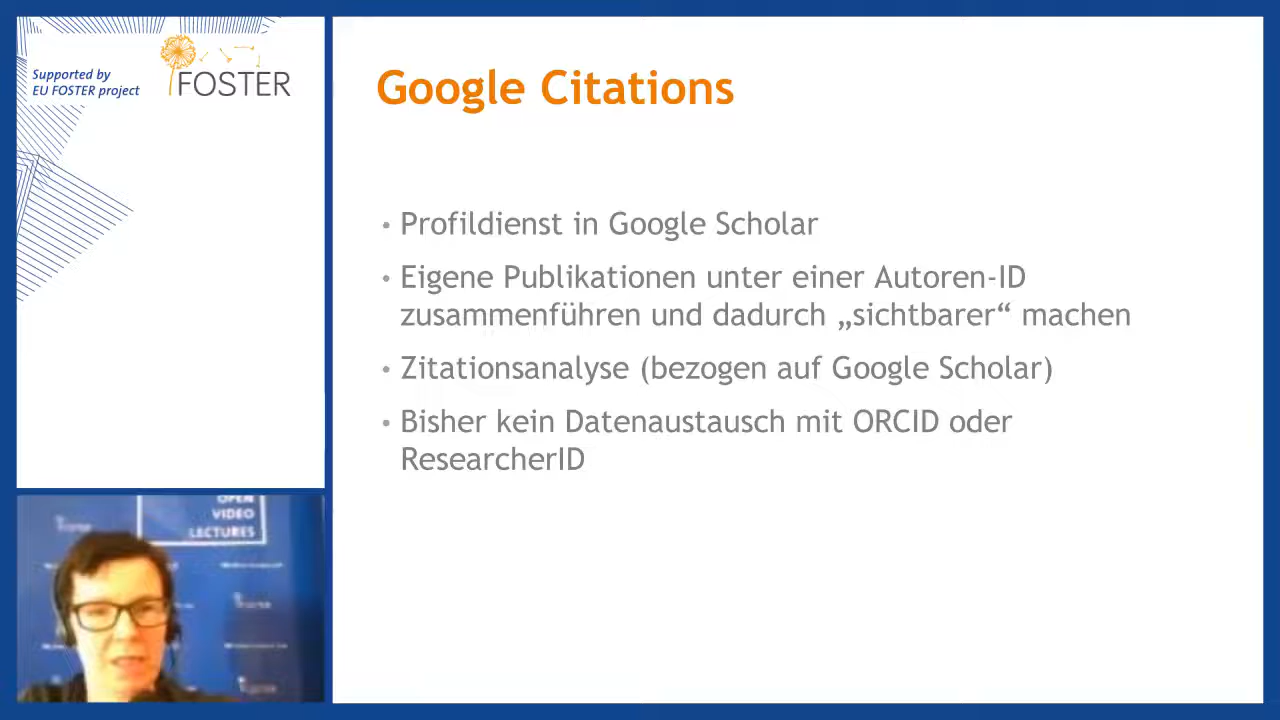 Supported by
EU FOSTER project
FOSTER
Google Citations
• Profildienst in Google Scholar
• Eigene Publikationen unter einer Autoren-ID
zusammenführen und dadurch „sichtbarer“ machen
• Zitationsanalyse (bezogen auf Google Scholar)
• Bisher kein Datenaustausch mit ORCID oder
ResearcherID
OPEN
VIDEO
LECTURES